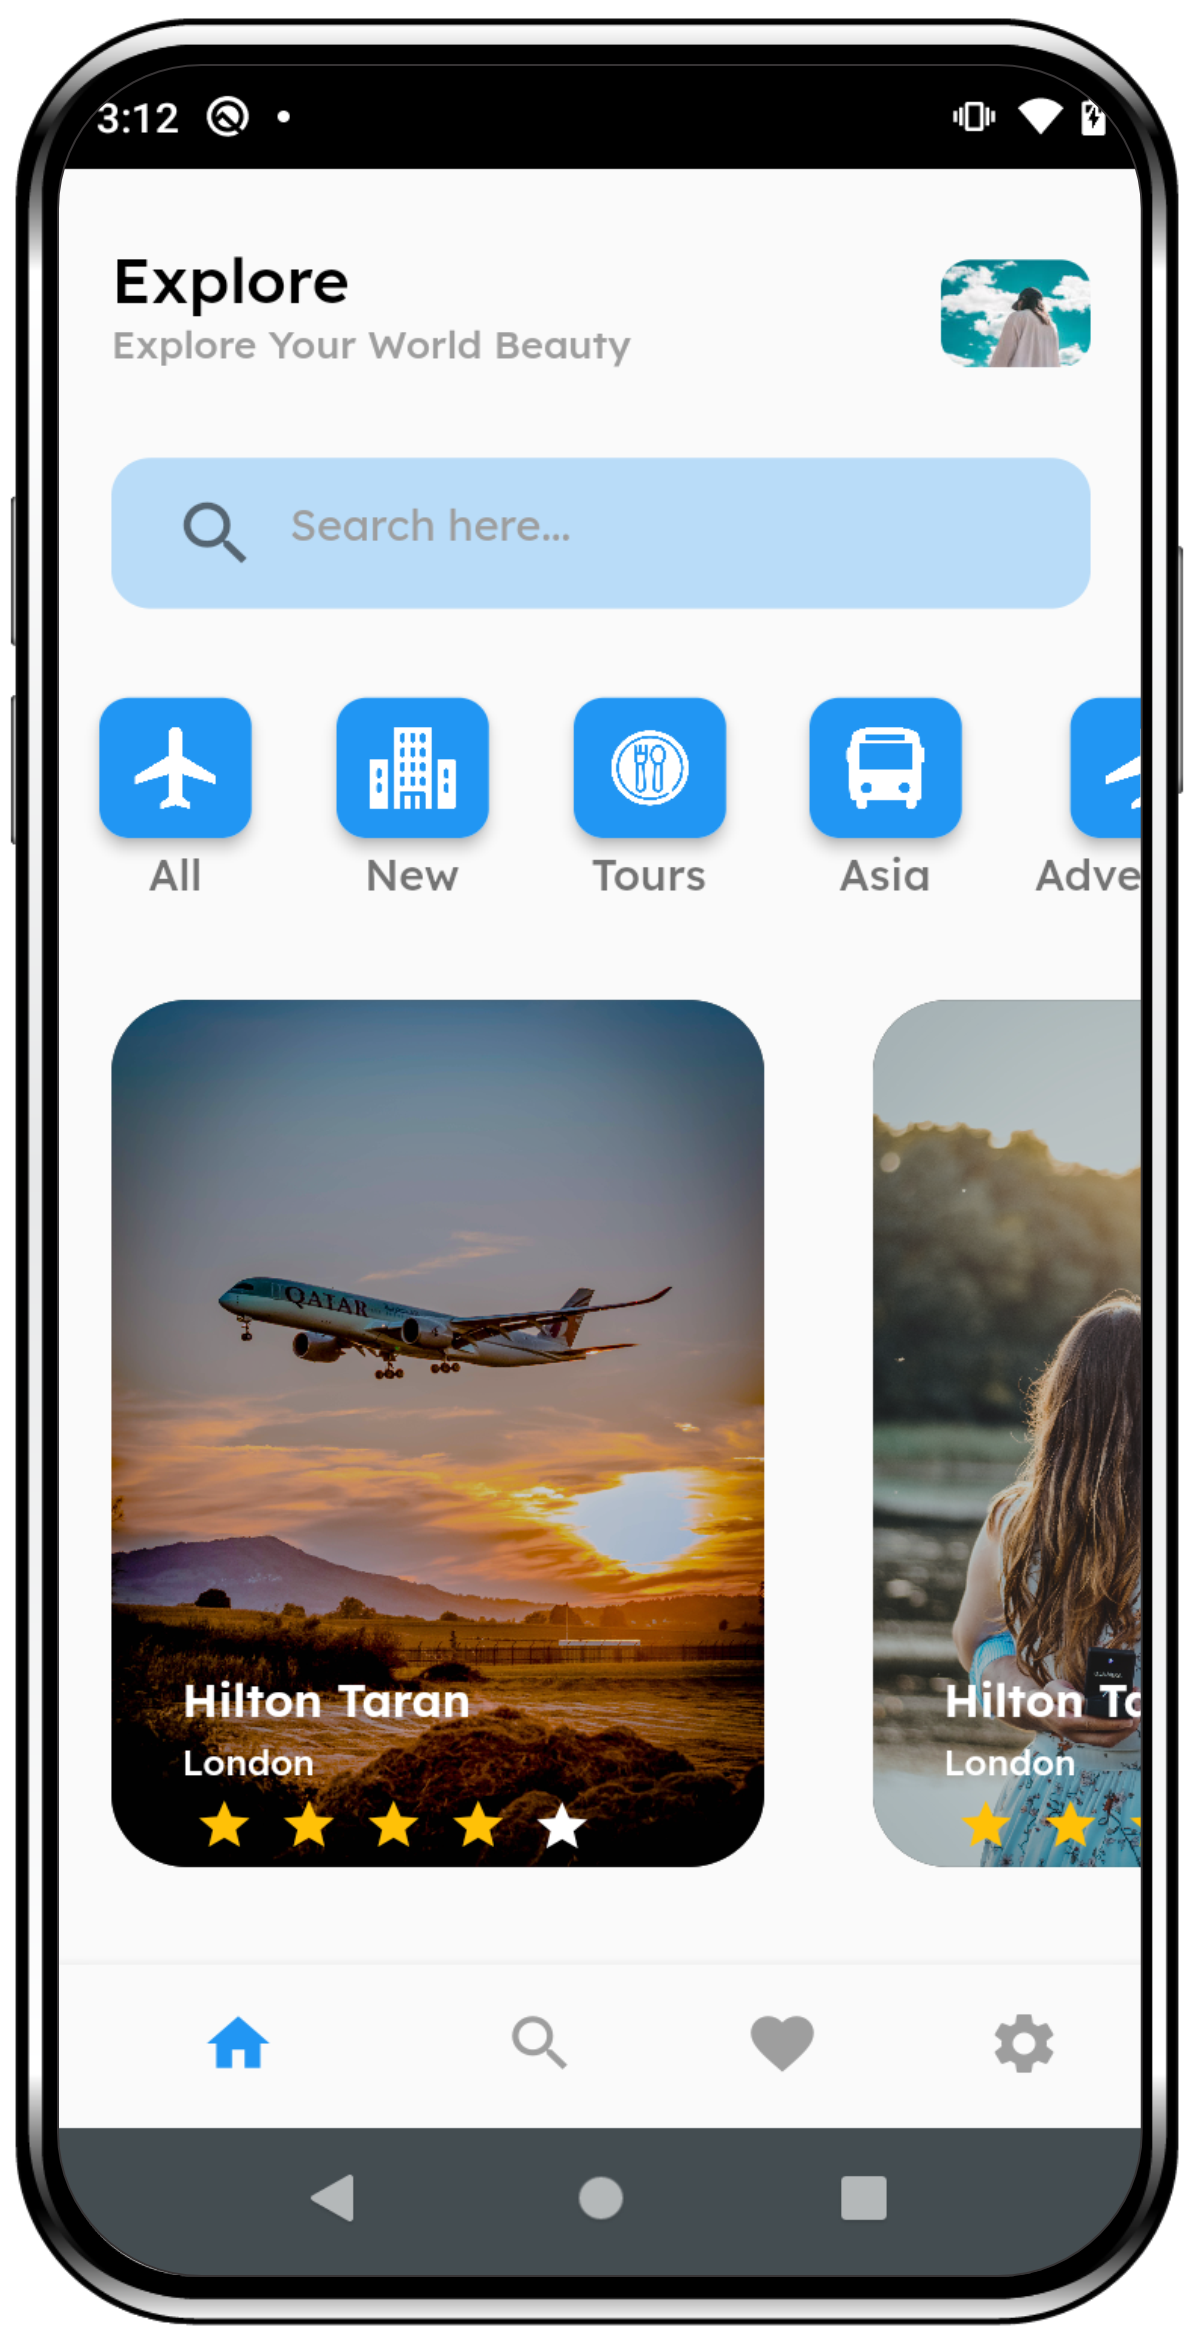 3:12
Explore
Explore Your World Beauty
Search here...
All New Tours Asia Adve
QATAR
Hilton Taran
London
Hilton Ta
London